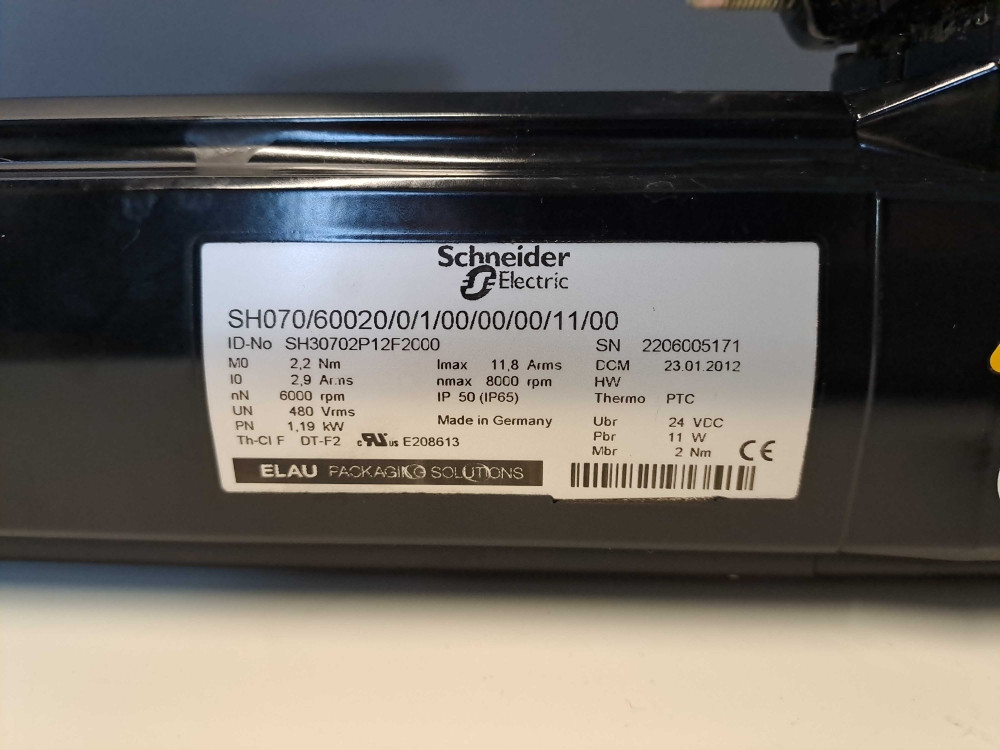 Schneider
Electric
SH070/60020/0/1/00/00/00/11/00
ID-No SH30702P12F2000 SN 2206005171
M0 2,2 Nm Imax 11,8 Arms DCM 23.01.2012
I0 2,9 Arms nmax 8000 rpm HW
nN 6000 rpm IP 50 (IP65) Thermo PTC
UN 480 Vrms Made in Germany Ubr 24 VDC
PN 1,19 kW Pbr 11 W
Th-Cl F DT-F2 c RU us E208613 Mbr 2 Nm CE
ELAU PACKAGING SOLUTIONS